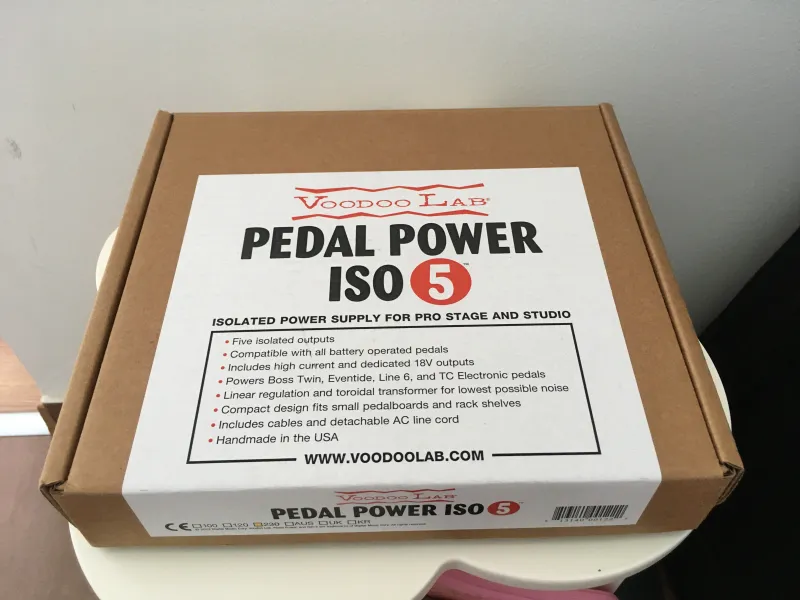 VOODOO LAB®
PEDAL POWER
ISO 5™
ISOLATED POWER SUPPLY FOR PRO STAGE AND STUDIO
• Five isolated outputs
• Compatible with all battery operated pedals
• Includes high current and dedicated 18V outputs
• Powers Boss Twin, Eventide, Line 6, and TC Electronic pedals
• Linear regulation and toroidal transformer for lowest possible noise
• Compact design fits small pedalboards and rack shelves
• Includes cables and detachable AC line cord
• Handmade in the USA
WWW.VOODOOLAB.COM
VOODOO LAB
PEDAL POWER ISO 5
CE 100 120 230 AUS UK KR